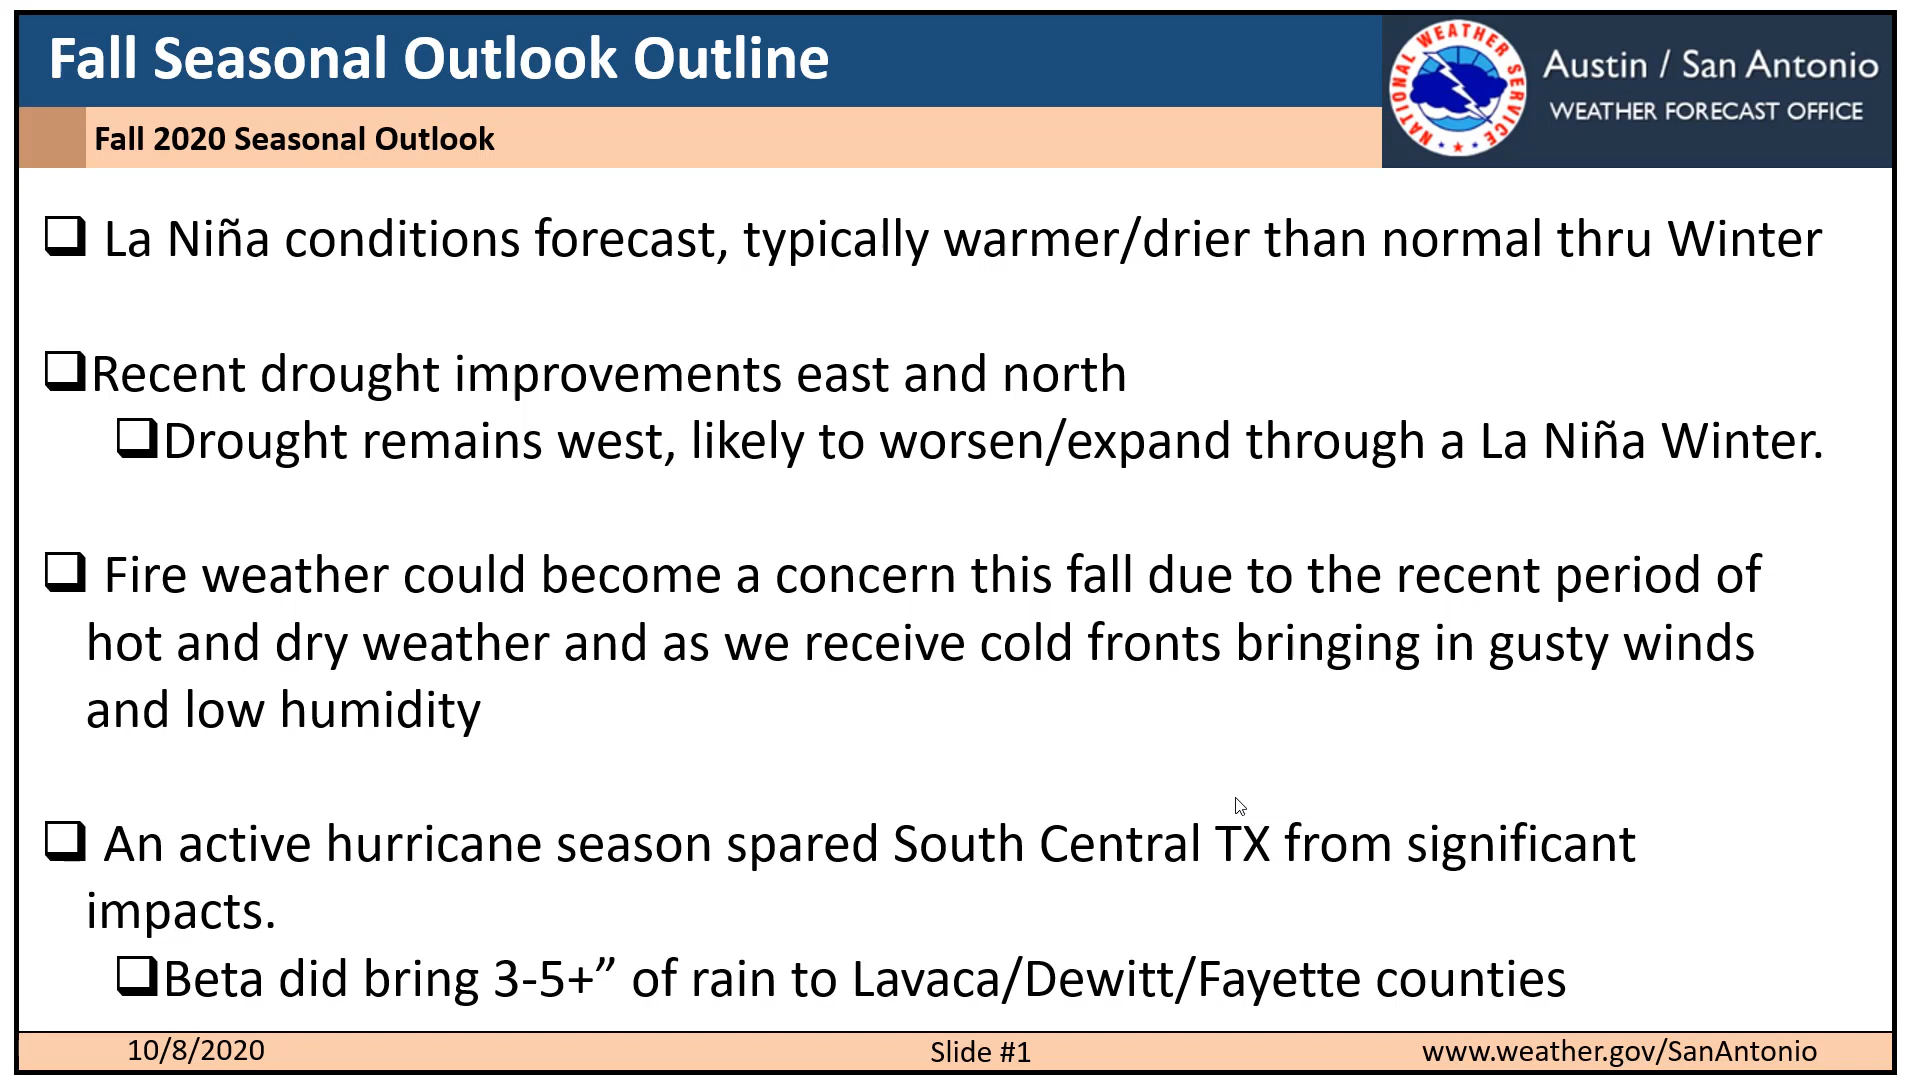 Fall Seasonal Outlook Outline
Fall 2020 Seasonal Outlook
NATIONAL WEATHER SERVICE
Austin / San Antonio
WEATHER FORECAST OFFICE
La Niña conditions forecast, typically warmer/drier than normal thru Winter
Recent drought improvements east and north
Drought remains west, likely to worsen/expand through a La Niña Winter.
Fire weather could become a concern this fall due to the recent period of
hot and dry weather and as we receive cold fronts bringing in gusty winds
and low humidity
An active hurricane season spared South Central TX from significant
impacts.
Beta did bring 3-5+” of rain to Lavaca/Dewitt/Fayette counties
10/8/2020
Slide #1
www.weather.gov/SanAntonio